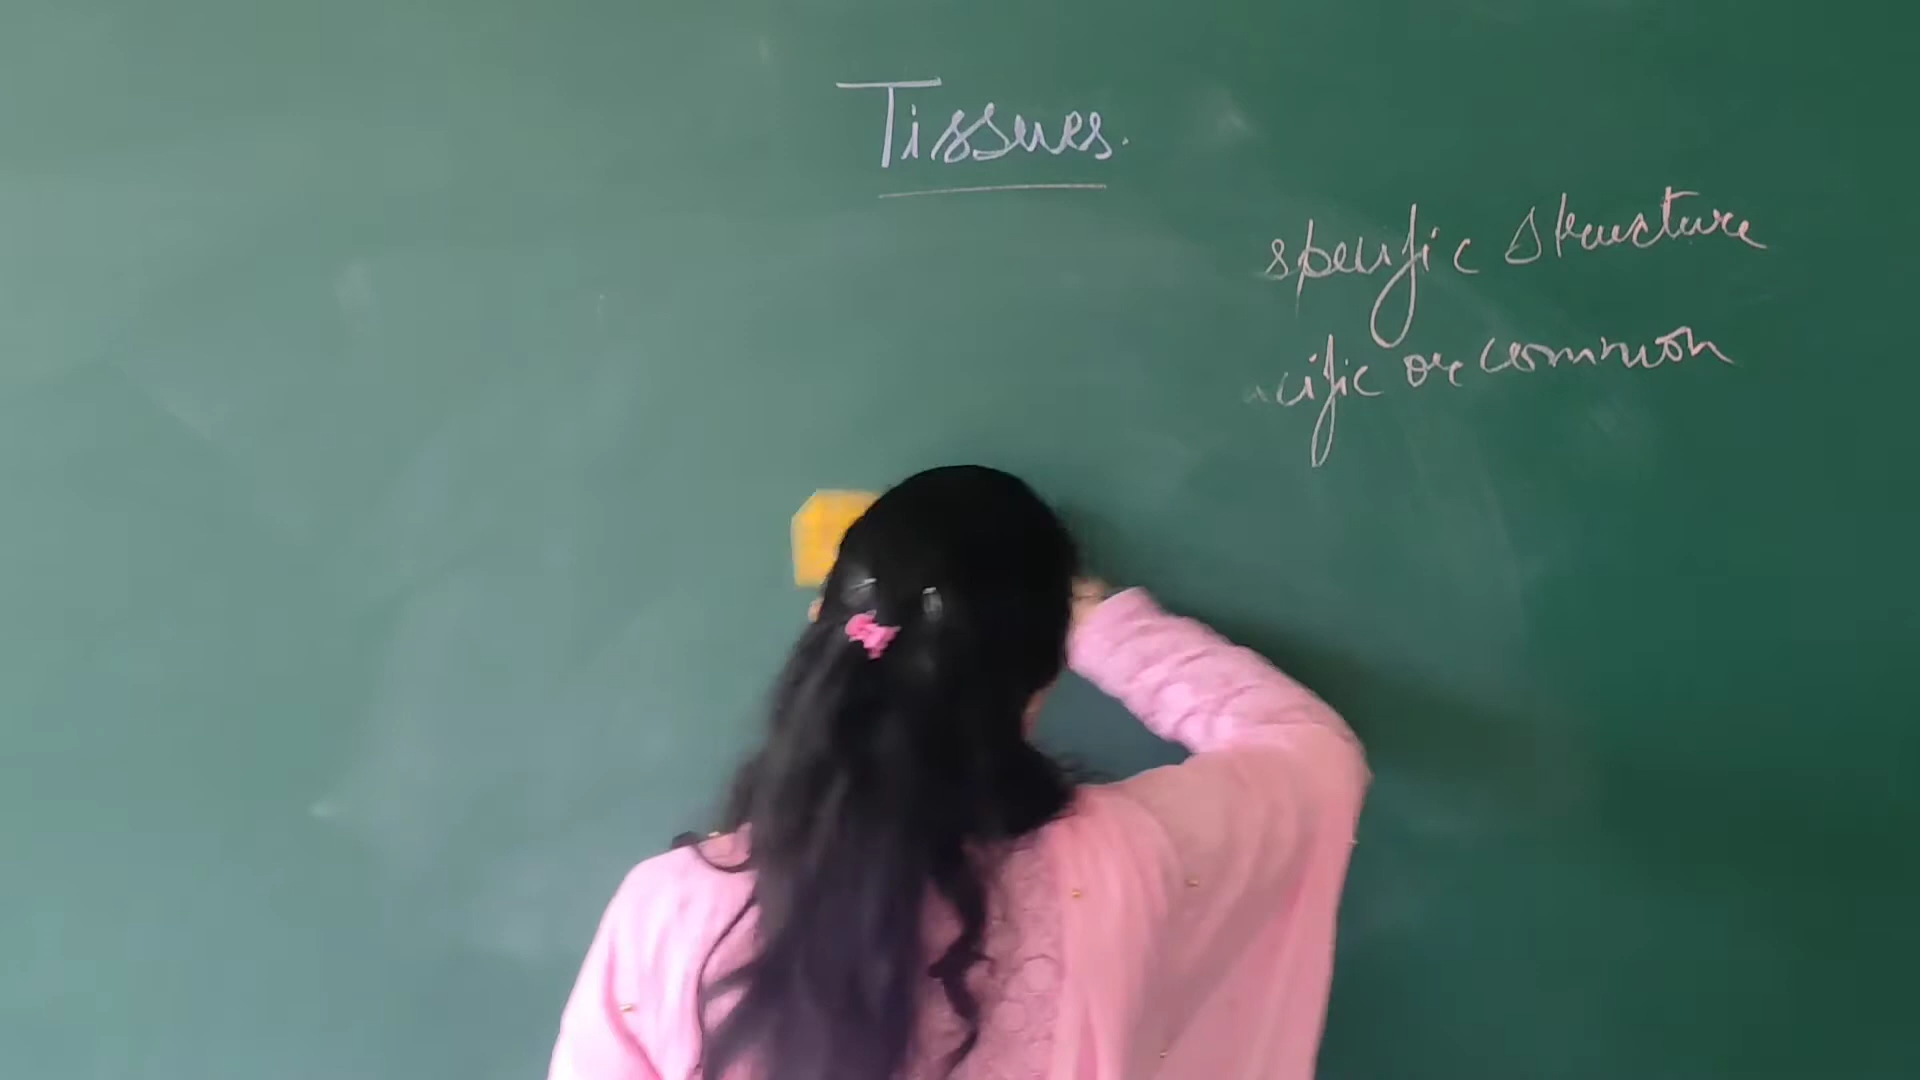 Tissues.
specific structure
cific or common